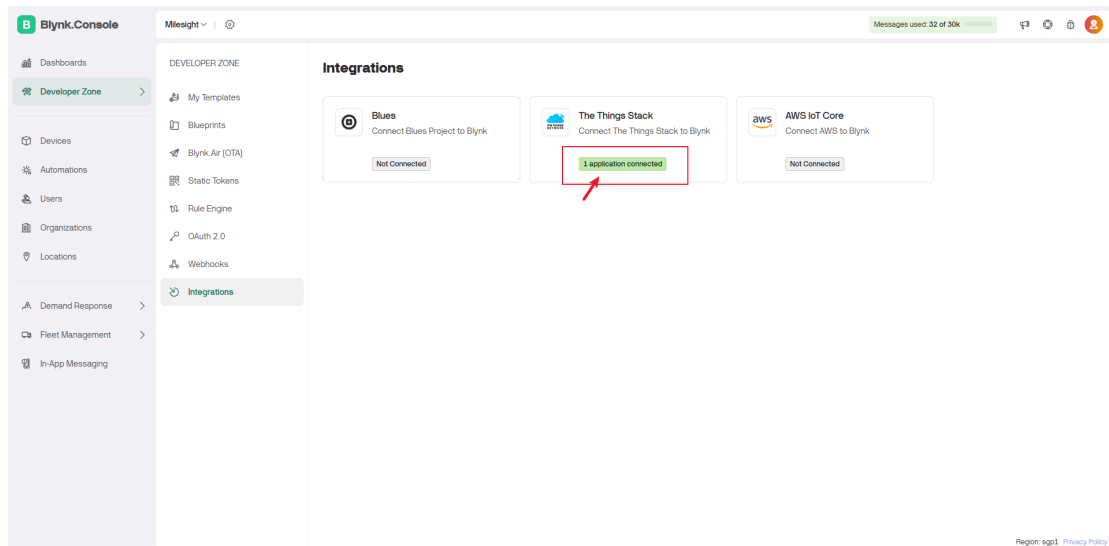 B Blynk.Console
Milesight
Messages used: 32 of 30k
Dashboards
Developer Zone
Devices
Automations
Users
Organizations
Locations
Demand Response
Fleet Management
In-App Messaging
DEVELOPER ZONE
My Templates
Blueprints
Blynk.Air (OTA)
Static Tokens
Rule Engine
OAuth 2.0
Webhooks
Integrations
Integrations
Blues
Connect Blues Project to Blynk
Not Connected
THE THINGS
NETWORK
The Things Stack
Connect The Things Stack to Blynk
1 application connected
aws
AWS IoT Core
Connect AWS to Blynk
Not Connected
Region: sgp1 Privacy Policy